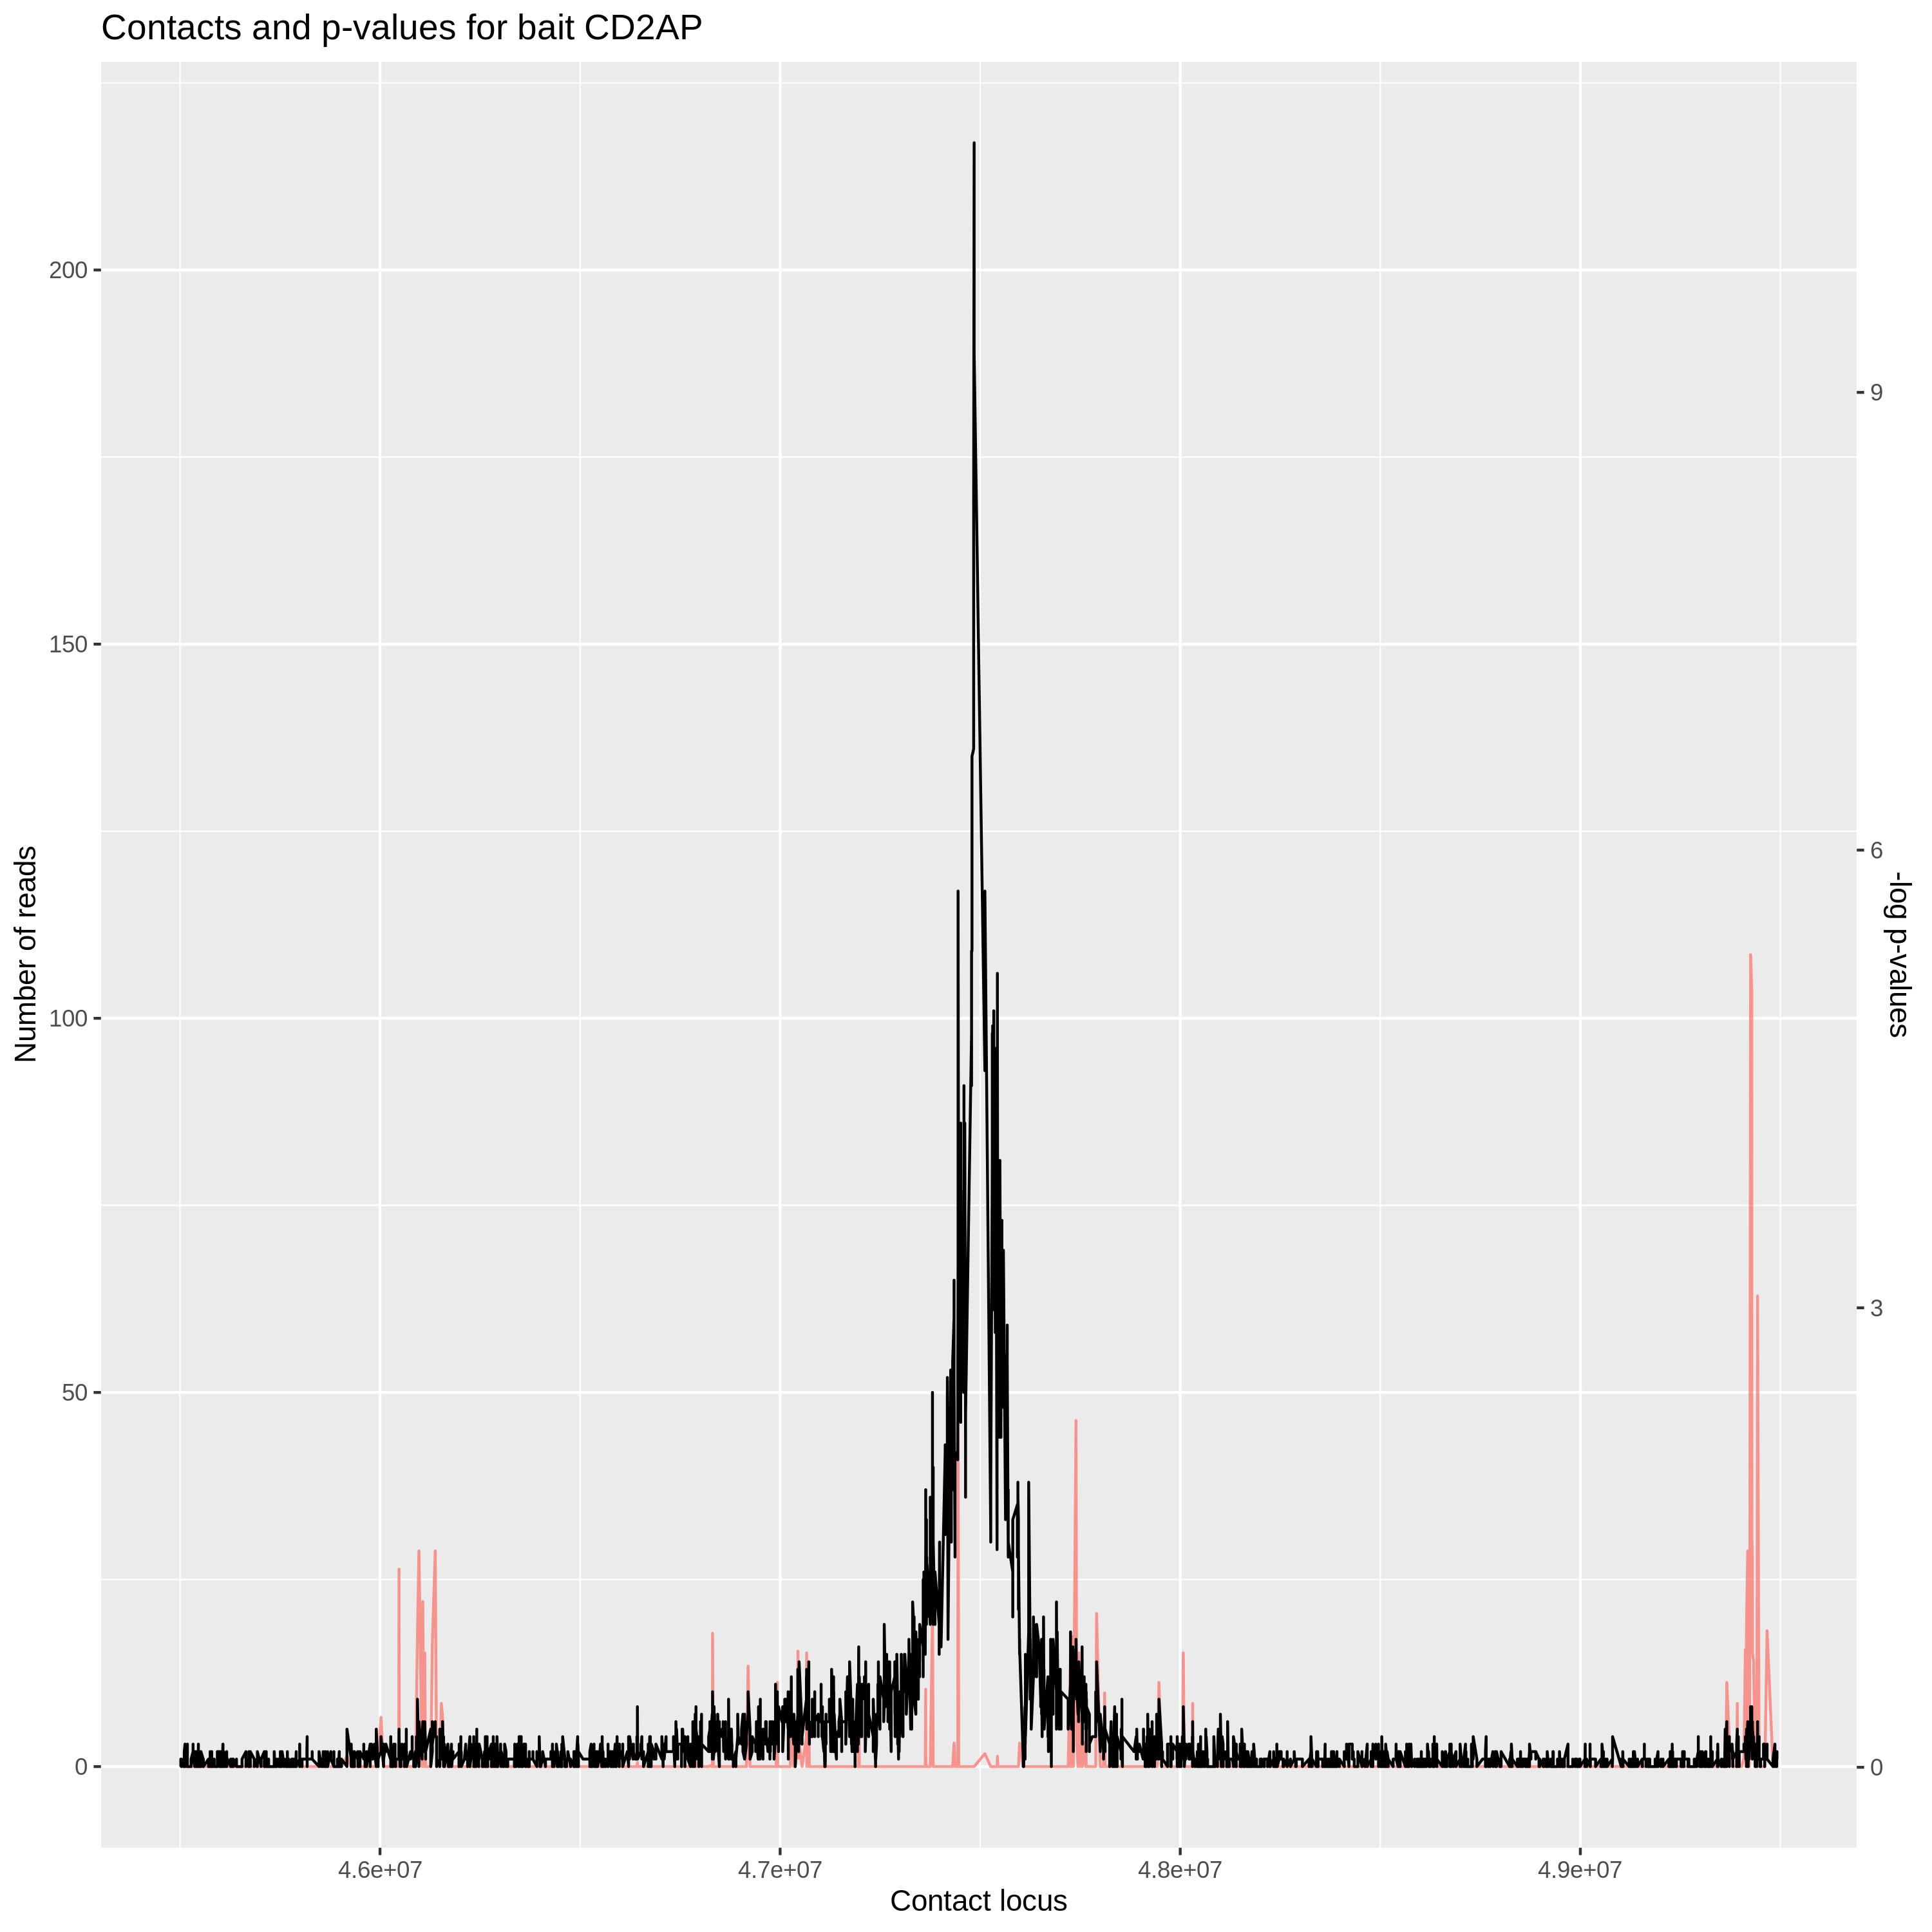 Contacts and p-values for bait CD2AP
200
150
100
50
0
Number of reads
9
6
3
0
-log p-values
4.6e+07
4.7e+07
4.8e+07
4.9e+07
Contact locus